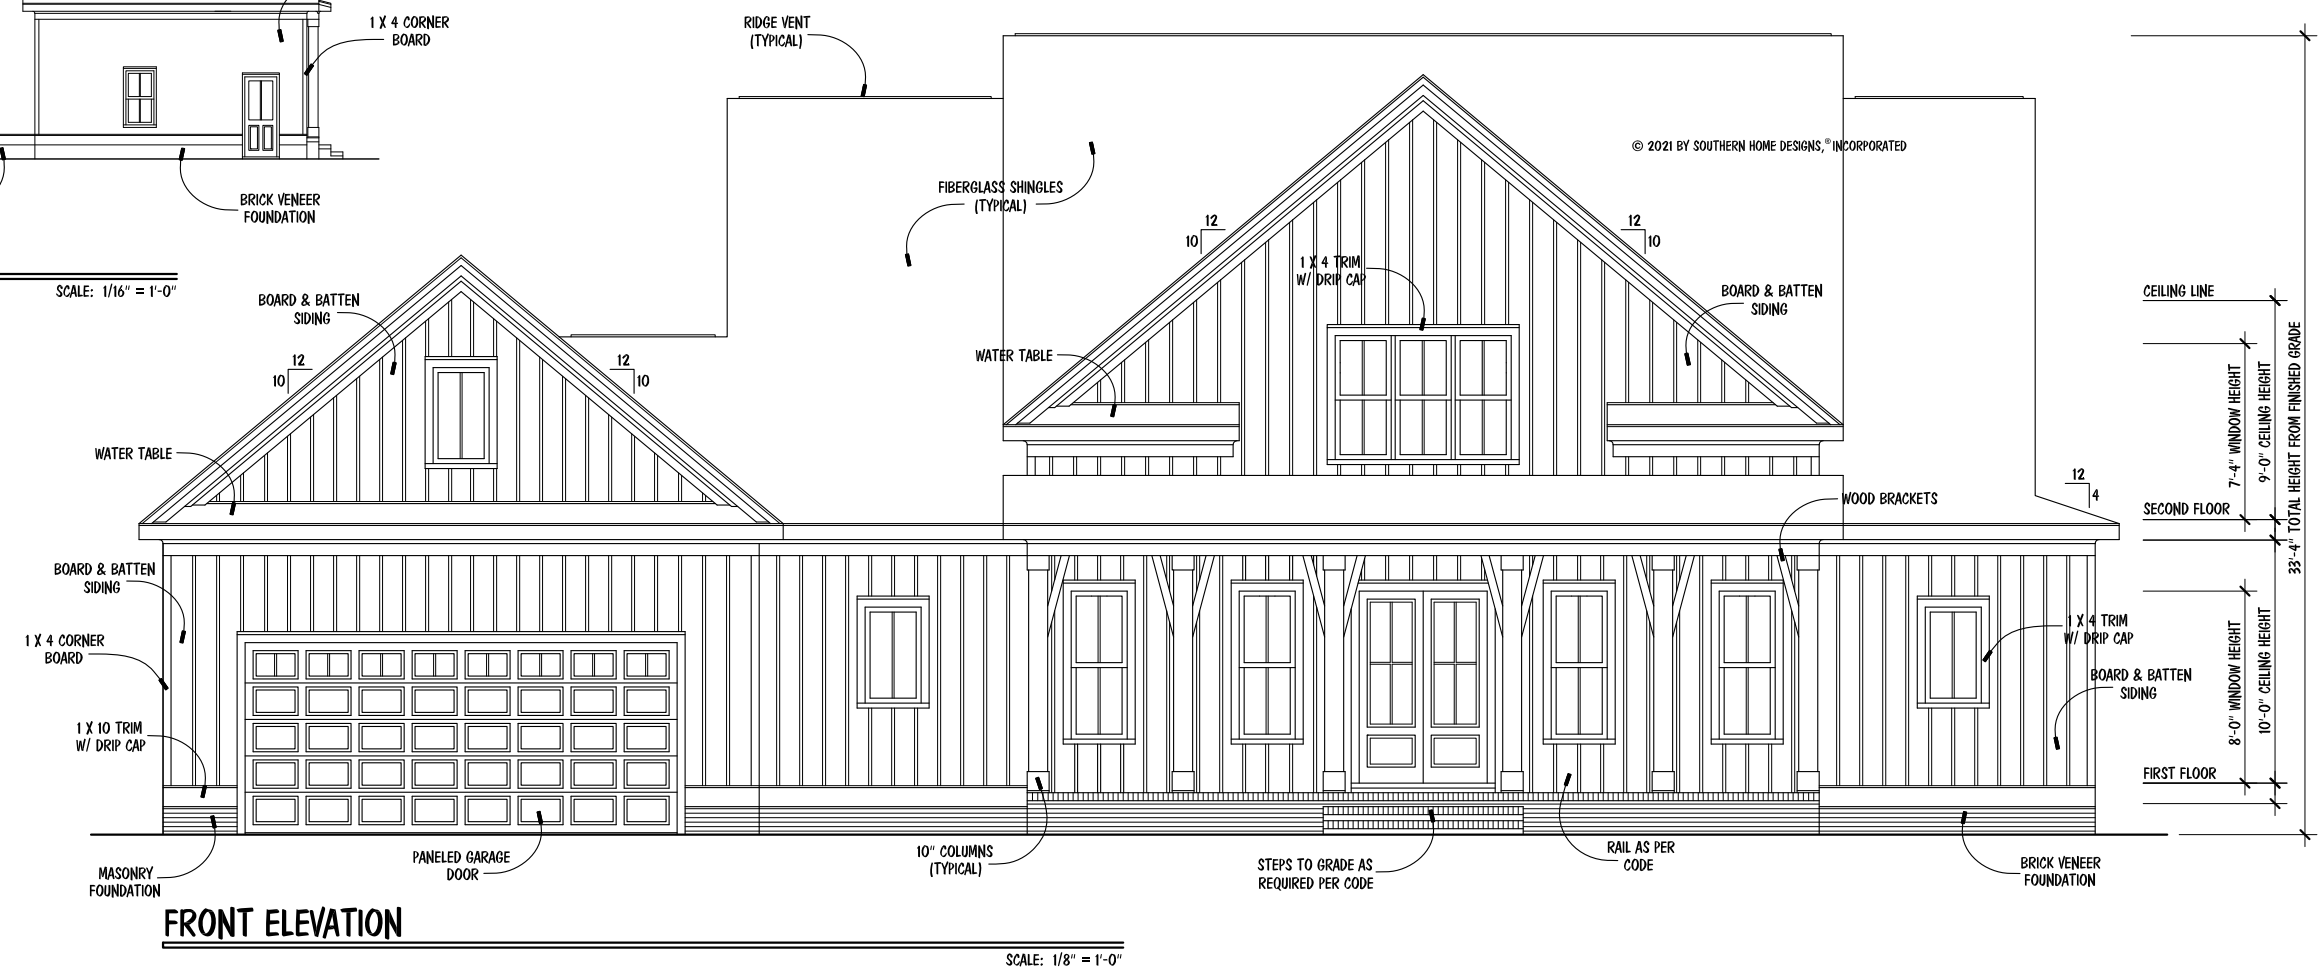 1 X 4 CORNER
BOARD
BRICK VENEER
FOUNDATION
SCALE: 1/16" = 1'-0"
RIDGE VENT
(TYPICAL)
FIBERGLASS SHINGLES
(TYPICAL)
© 2021 BY SOUTHERN HOME DESIGNS,® INCORPORATED
12
10
12
10
1 X 4 TRIM
W/ DRIP CAP
BOARD & BATTEN
SIDING
BOARD & BATTEN
SIDING
12
10
12
10
WATER TABLE
WATER TABLE
WOOD BRACKETS
12
4
CEILING LINE
SECOND FLOOR
7'-4" WINDOW HEIGHT
9'-0" CEILING HEIGHT
33'-4" TOTAL HEIGHT FROM FINISHED GRADE
BOARD & BATTEN
SIDING
1 X 4 CORNER
BOARD
1 X 10 TRIM
W/ DRIP CAP
1 X 4 TRIM
W/ DRIP CAP
BOARD & BATTEN
SIDING
8'-0" WINDOW HEIGHT
10'-0" CEILING HEIGHT
FIRST FLOOR
MASONRY
FOUNDATION
PANELED GARAGE
DOOR
10" COLUMNS
(TYPICAL)
STEPS TO GRADE AS
REQUIRED PER CODE
RAIL AS PER
CODE
BRICK VENEER
FOUNDATION
FRONT ELEVATION
SCALE: 1/8" = 1'-0"